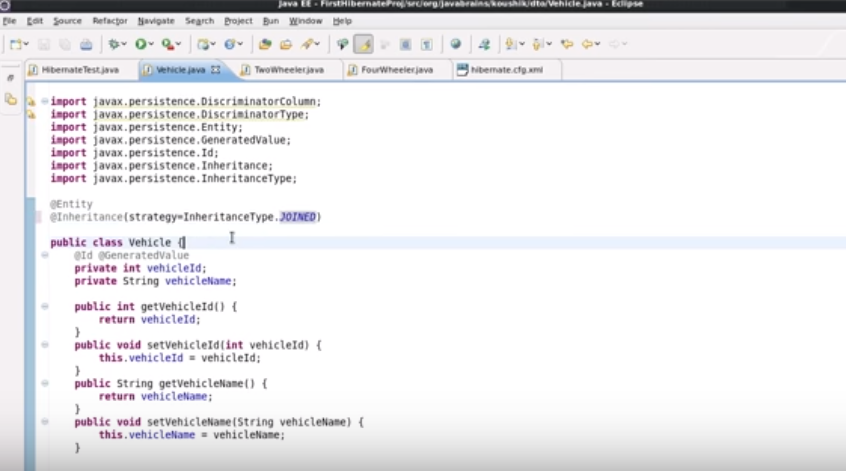 Java EE - FirstHibernateProj/src/org/javabrains/koushik/dto/Vehicle.java - Eclipse
File Edit Source Refactor Navigate Search Project Run Window Help
HibernateTest.java Vehicle.java TwoWheeler.java FourWheeler.java hibernate.cfg.xml
import javax.persistence.DiscriminatorColumn;
import javax.persistence.DiscriminatorType;
import javax.persistence.Entity;
import javax.persistence.GeneratedValue;
import javax.persistence.Id;
import javax.persistence.Inheritance;
import javax.persistence.InheritanceType;
@Entity
@Inheritance(strategy=InheritanceType.JOINED)
public class Vehicle {
@Id @GeneratedValue
private int vehicleId;
private String vehicleName;
public int getVehicleId() {
return vehicleId;
}
public void setVehicleId(int vehicleId) {
this.vehicleId = vehicleId;
}
public String getVehicleName() {
return vehicleName;
}
public void setVehicleName(String vehicleName) {
this.vehicleName = vehicleName;
}